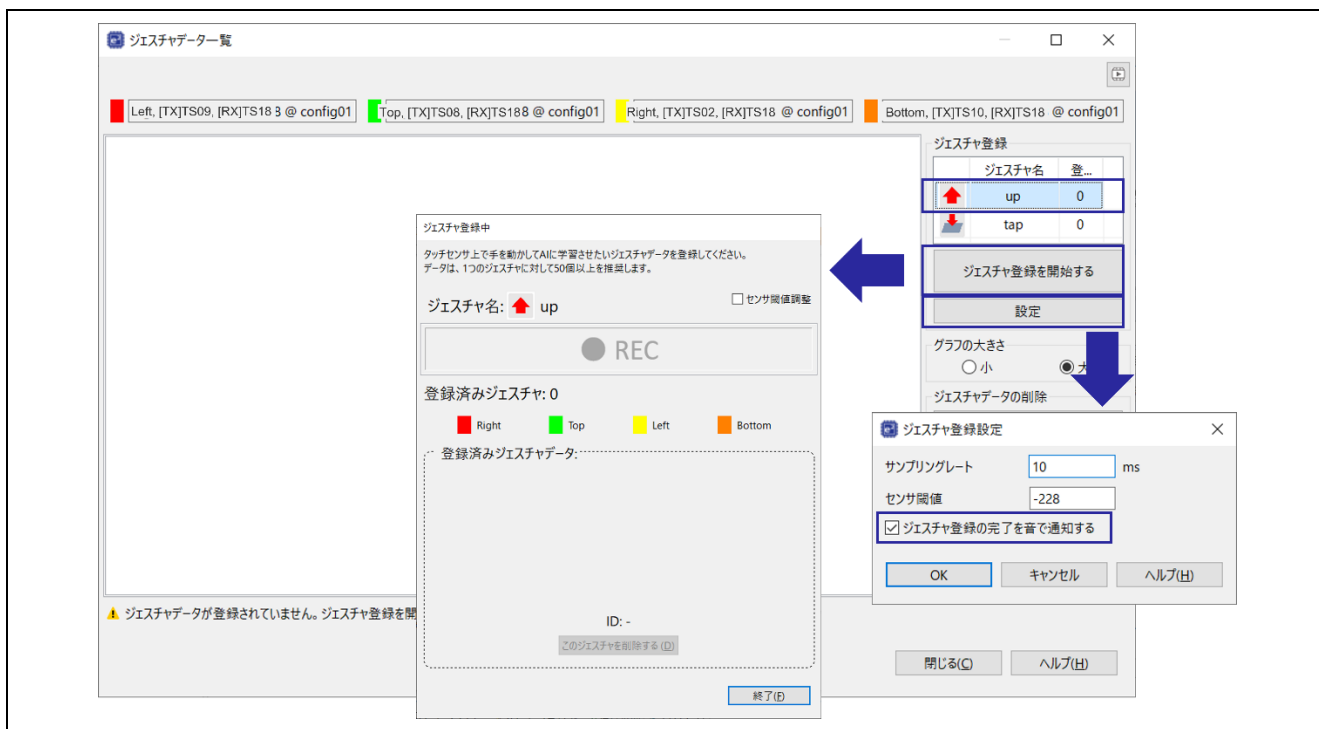 ジェスチャデータ一覧
Left, [TX]TS09, [RX]TS18 8 @ config01
Top, [TX]TS08, [RX]TS188 @ config01
Right, [TX]TS02, [RX]TS18 @ config01
Bottom, [TX]TS10, [RX]TS18 @ config01
ジェスチャ登録
ジェスチャ名 登...
up 0
tap 0
ジェスチャ登録を開始する
設定
グラフの大きさ
小
ジェスチャデータの削除
ジェスチャ登録中
タッチセンサ上で手を動かしてAIに学習させたいジェスチャデータを登録してください。
データは、1つのジェスチャに対して50個以上を推奨します。
ジェスチャ名: up
センサ閾値調整
REC
登録済みジェスチャ: 0
Right Top Left Bottom
登録済みジェスチャデータ:
ID: -
このジェスチャを削除する(D)
終了(F)
ジェスチャ登録設定
サンプリングレート 10 ms
センサ閾値 -228
ジェスチャ登録の完了を音で通知する
OK キャンセル ヘルプ(H)
ジェスチャデータが登録されていません。ジェスチャ登録を開
閉じる(C) ヘルプ(H)